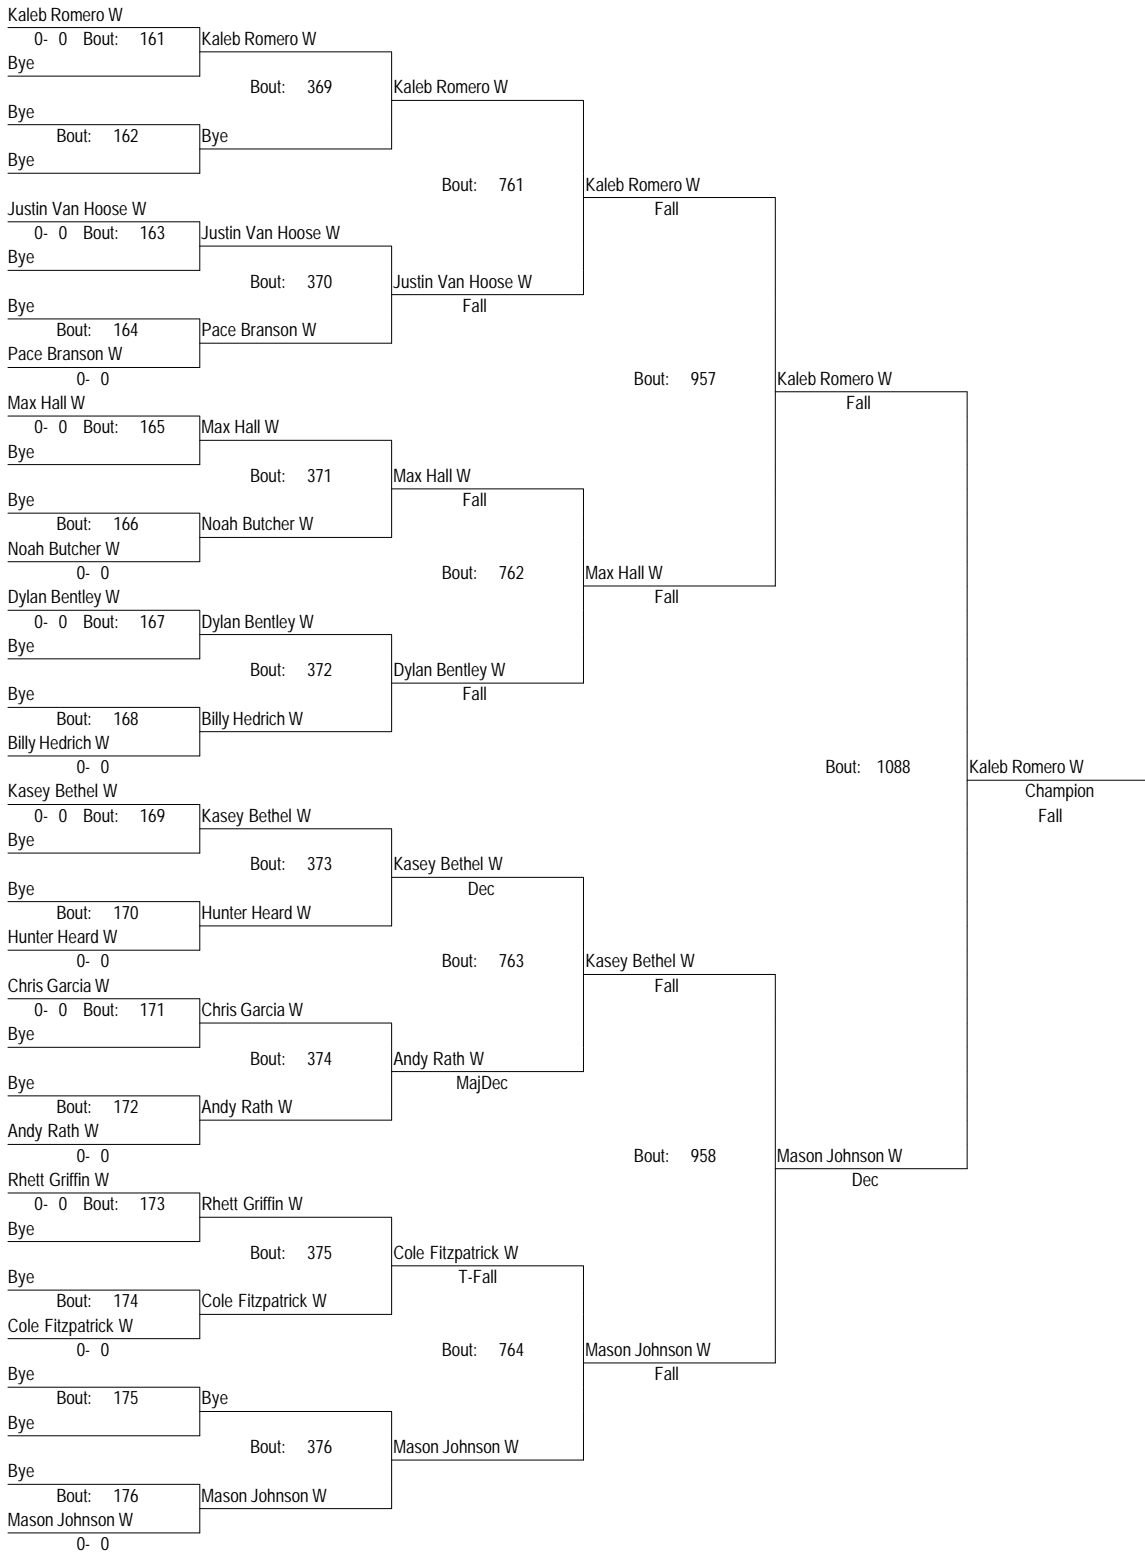 Kaleb Romero W
0- 0 Bout: 161 Kaleb Romero W
Bye
Bout: 369 Kaleb Romero W
Bye
Bout: 162 Bye
Bye
Bout: 761 Kaleb Romero W
Justin Van Hoose W Fall
0- 0 Bout: 163 Justin Van Hoose W
Bye
Bout: 370 Justin Van Hoose W
Bye Fall
Bout: 164 Pace Branson W
Pace Branson W
0- 0 Bout: 957 Kaleb Romero W
Max Hall W Fall
0- 0 Bout: 165 Max Hall W
Bye
Bout: 371 Max Hall W
Bye Fall
Bout: 166 Noah Butcher W
Noah Butcher W
0- 0 Bout: 762 Max Hall W
Dylan Bentley W Fall
0- 0 Bout: 167 Dylan Bentley W
Bye
Bout: 372 Dylan Bentley W
Bye Fall
Bout: 168 Billy Hedrich W
Billy Hedrich W
0- 0 Bout: 1088 Kaleb Romero W
Kasey Bethel W Champion
0- 0 Bout: 169 Kasey Bethel W Fall
Bye
Bout: 373 Kasey Bethel W
Bye Dec
Bout: 170 Hunter Heard W
Hunter Heard W
0- 0 Bout: 763 Kasey Bethel W
Chris Garcia W Fall
0- 0 Bout: 171 Chris Garcia W
Bye
Bout: 374 Andy Rath W
Bye MajDec
Bout: 172 Andy Rath W
Andy Rath W
0- 0 Bout: 958 Mason Johnson W
Rhett Griffin W Dec
0- 0 Bout: 173 Rhett Griffin W
Bye
Bout: 375 Cole Fitzpatrick W
Bye T-Fall
Bout: 174 Cole Fitzpatrick W
Cole Fitzpatrick W
0- 0 Bout: 764 Mason Johnson W
Bye Fall
Bout: 175 Bye
Bye
Bout: 376 Mason Johnson W
Bye
Bout: 176 Mason Johnson W
Mason Johnson W
0- 0